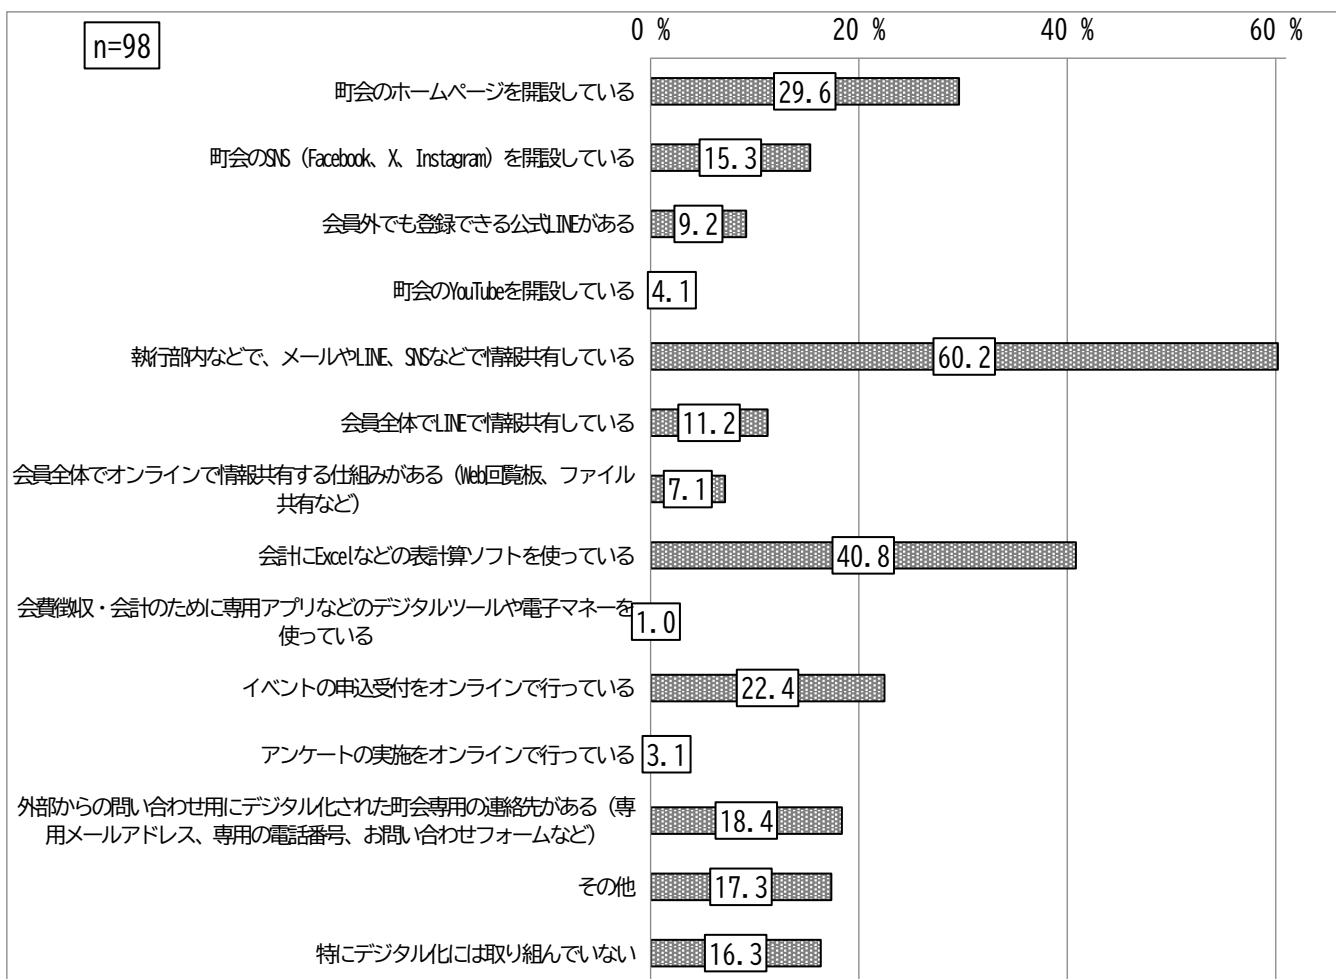 n=98
0 % 20 % 40 % 60 %
町会のホームページを開設している 29.6
町会のSNS（Facebook、X、Instagram）を開設している 15.3
会員外でも登録できる公式LINEがある 9.2
町会のYouTubeを開設している 4.1
執行部内などで、メールやLINE、SNSなどで情報共有している 60.2
会員全体でLINEで情報共有している 11.2
会員全体でオンラインで情報共有する仕組みがある（Web回覧板、ファイル
共有など） 7.1
会計にExcelなどの表計算ソフトを使っている 40.8
会費徴収・会計のために専用アプリなどのデジタルツールや電子マネーを
使っている 1.0
イベントの申込受付をオンラインで行っている 22.4
アンケートの実施をオンラインで行っている 3.1
外部からの問い合わせ用にデジタル化された町会専用の連絡先がある（専
用メールアドレス、専用の電話番号、お問い合わせフォームなど） 18.4
その他 17.3
特にデジタル化には取り組んでいない 16.3